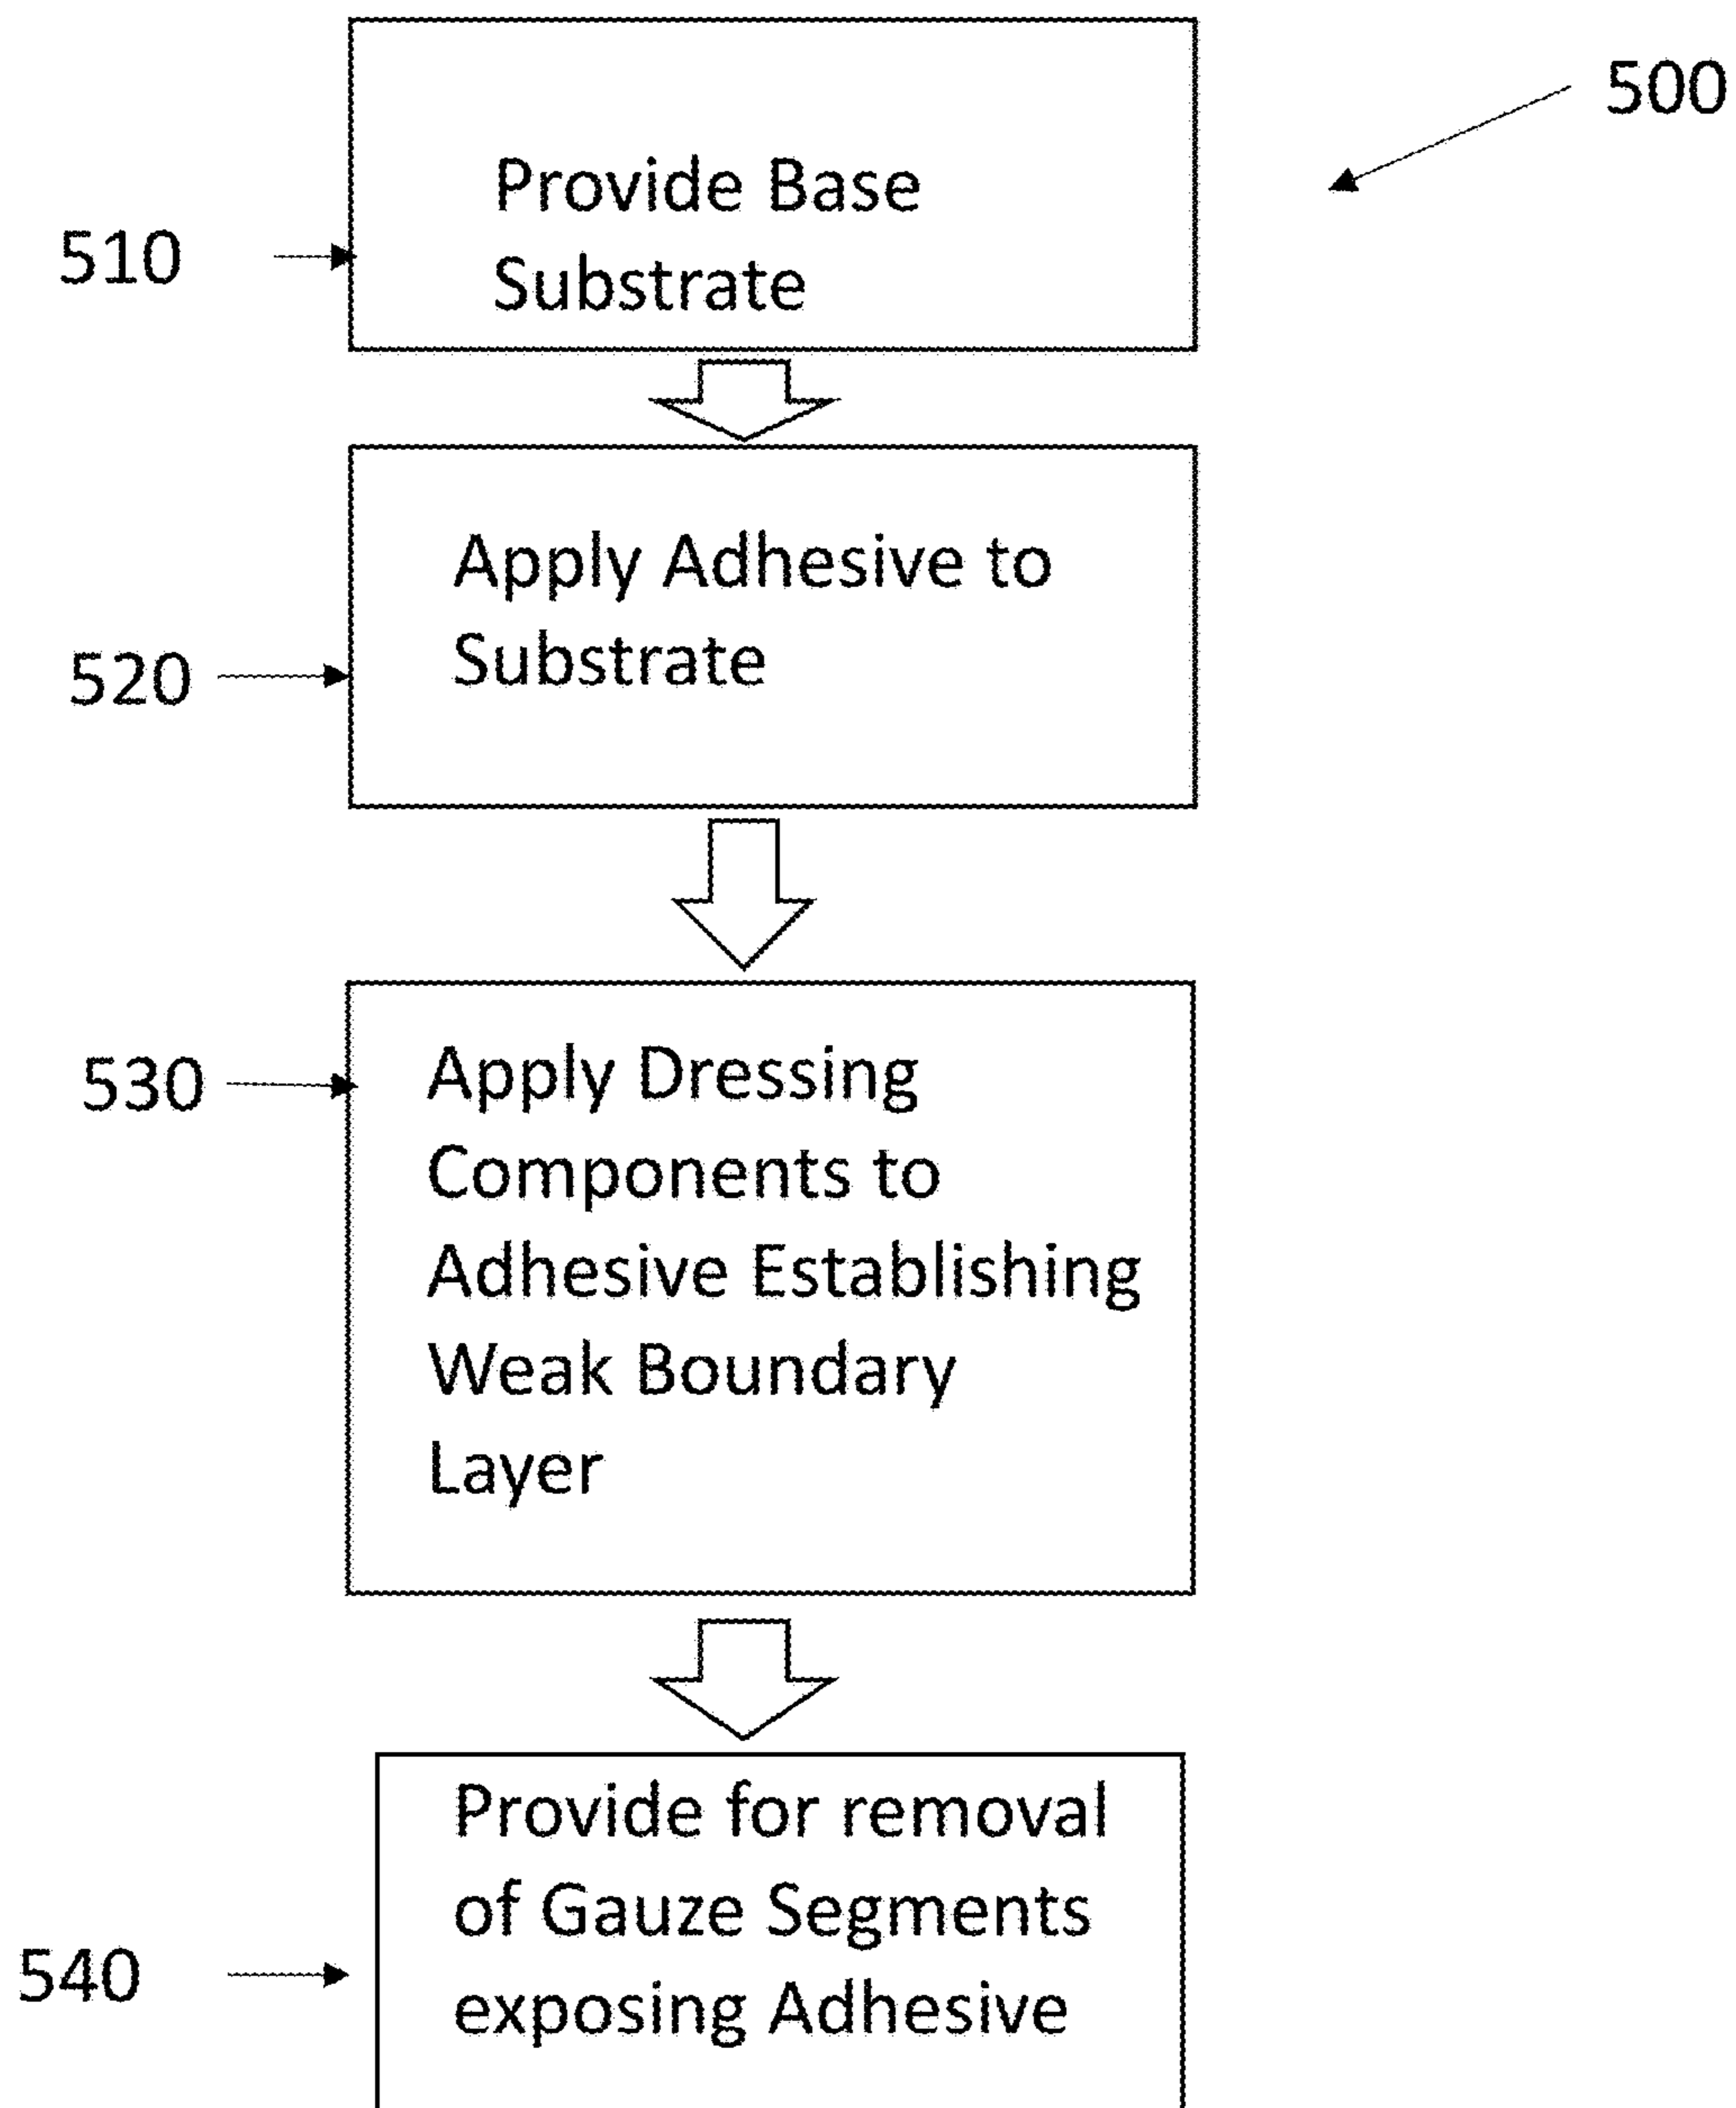 500
Provide Base
510
Substrate
Apply Adhesive to
Substrate
520
Apply Dressing
530
Components to
Adhesive Establishing
Weak Boundary
Layer
Provide for removal
of Gauze Segments
540
exposing Adhesive